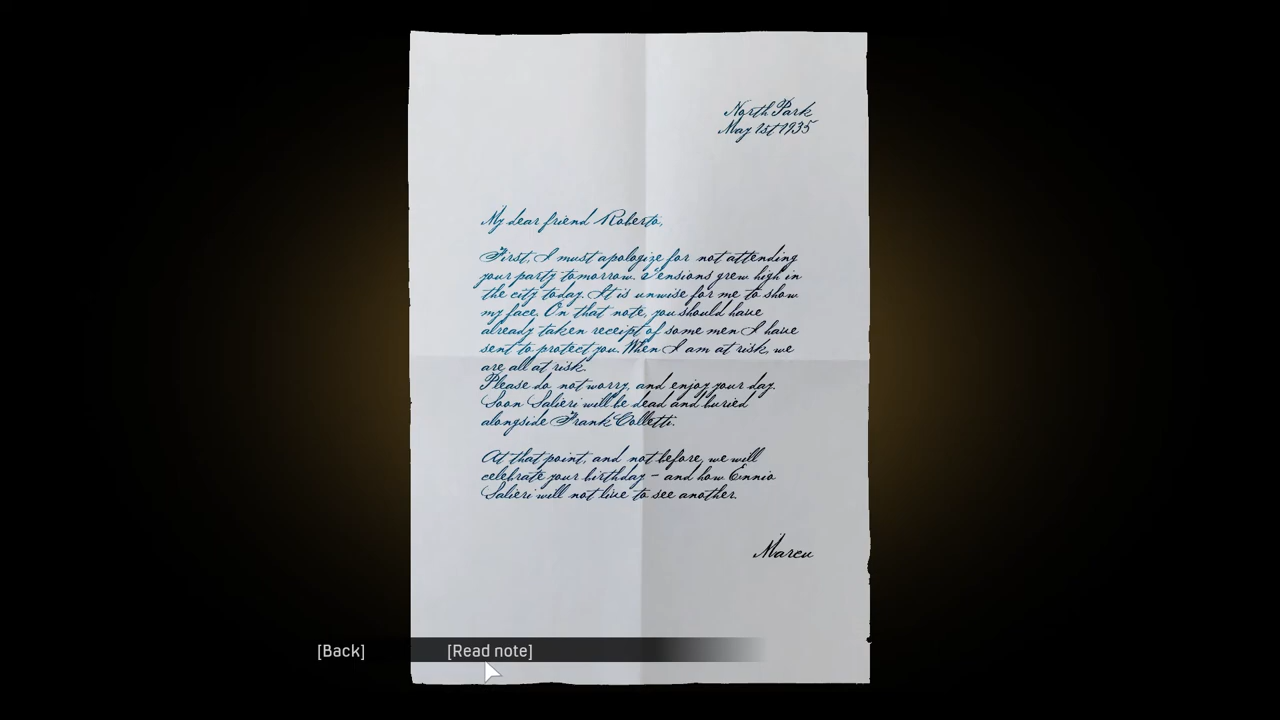 North Park
May 1st 1935
My dear friend Roberto,
First, I must apologize for not attending
your party tomorrow. Tensions grew high in
the city today. It is unwise for me to show
my face. On that note, you should have
already taken receipt of some men I have
sent to protect you. When I am at risk, we
are all at risk.
Please do not worry, and enjoy your day.
Soon Salieri will be dead and buried
alongside Frank Colletti.
At that point, and not before, we will
celebrate your birthday – and how Ennio
Salieri will not live to see another.
Marcu
[Back]
[Read note]